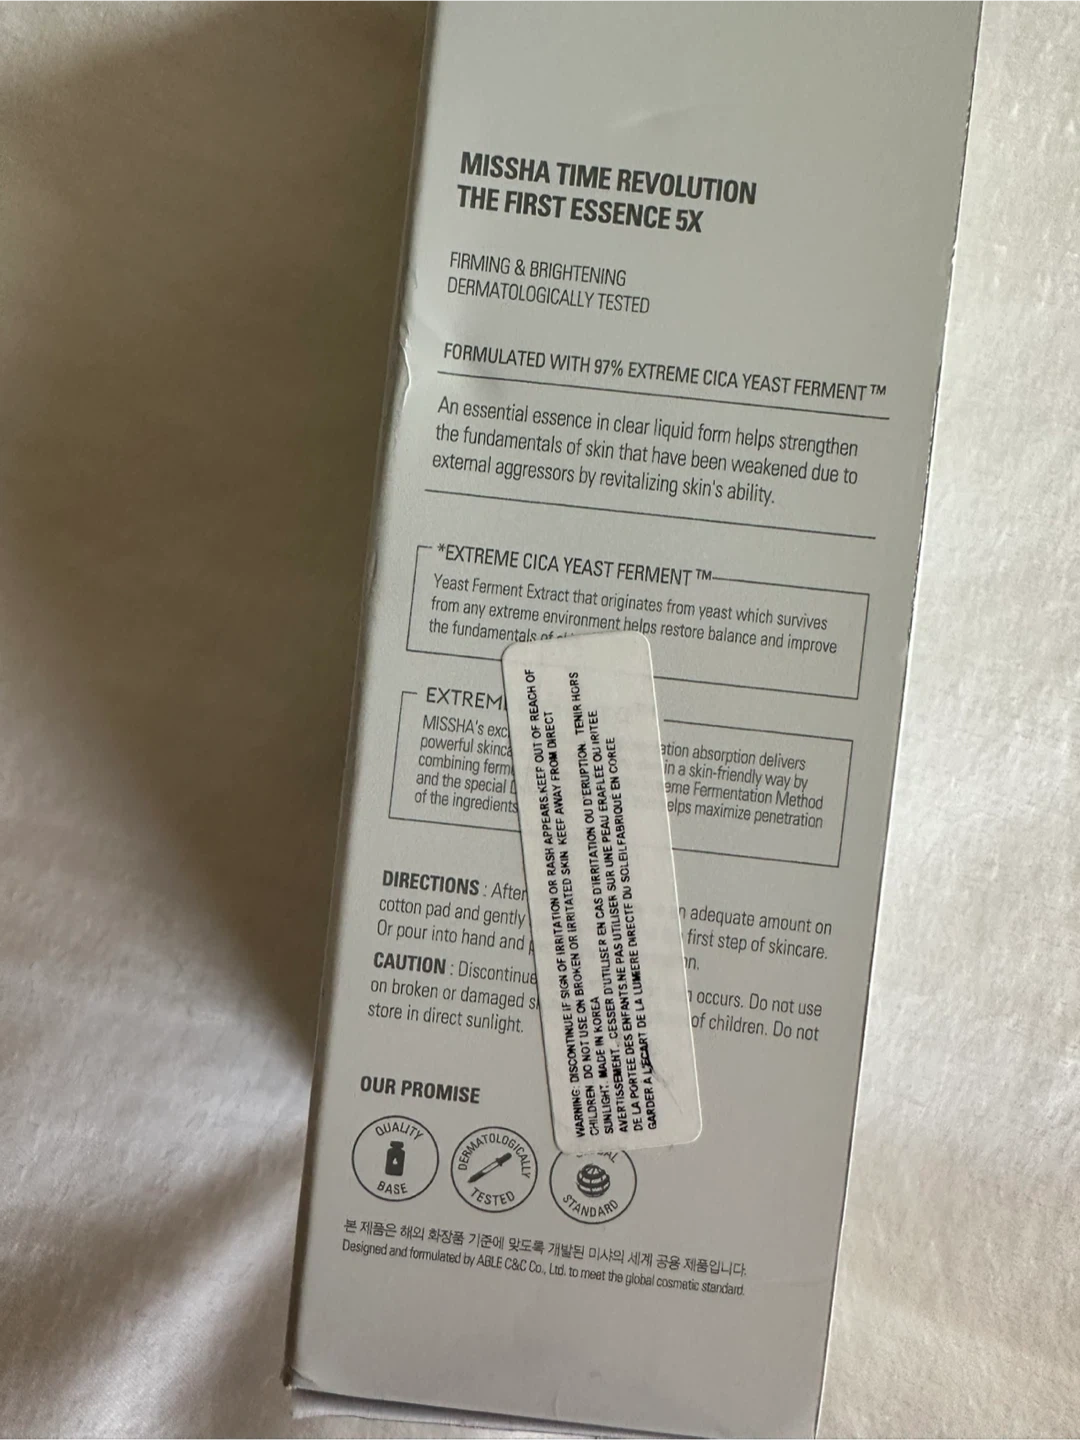 MISSHA TIME REVOLUTION
THE FIRST ESSENCE 5X
FIRMING & BRIGHTENING
DERMATOLOGICALLY TESTED
FORMULATED WITH 97% EXTREME CICA YEAST FERMENT™
An essential essence in clear liquid form helps strengthen
the fundamentals of skin that have been weakened due to
external aggressors by revitalizing skin's ability.
*EXTREME CICA YEAST FERMENT™
Yeast Ferment Extract that originates from yeast which survives
from any extreme environment helps restore balance and improve
the fundamentals of
EXTREM
MISSHA's exc ation absorption delivers
powerful skinca in a skin-friendly way by
combining ferm eme Fermentation Method
and the special elps maximize penetration
of the ingredients
DIRECTIONS : After n adequate amount on
cotton pad and gently first step of skincare.
Or pour into hand and n.
CAUTION : Discontinue occurs. Do not use
on broken or damaged s of children. Do not
store in direct sunlight.
WARNING: DISCONTINUE IF SIGN OF IRRITATION OR RASH APPEARS.KEEP OUT OF REACH OF
CHILDREN. DO NOT USE ON BROKEN OR IRRITATED SKIN. KEEP AWAY FROM DIRECT
SUNLIGHT. MADE IN KOREA
AVERTISSEMENT: CESSER D'UTILISER EN CAS D'IRRITATION OU D'ERUPTION. TENIR HORS
DE LA PORTEE DES ENFANTS.NE PAS UTILISER SUR UNE PEAU ERAFLEE OU IRITEE
GARDER A L'ECART DE LA LUMIERE DIRECTE DU SOLEIL.FABRIQUE EN COREE
OUR PROMISE
QUALITY
BASE
DERMATOLOGICALLY
TESTED
STANDARD
본 제품은 해외 화장품 기준에 맞도록 개발된 미샤의 세계 공용 제품입니다.
Designed and formulated by ABLE C&C Co., Ltd. to meet the global cosmetic standard.